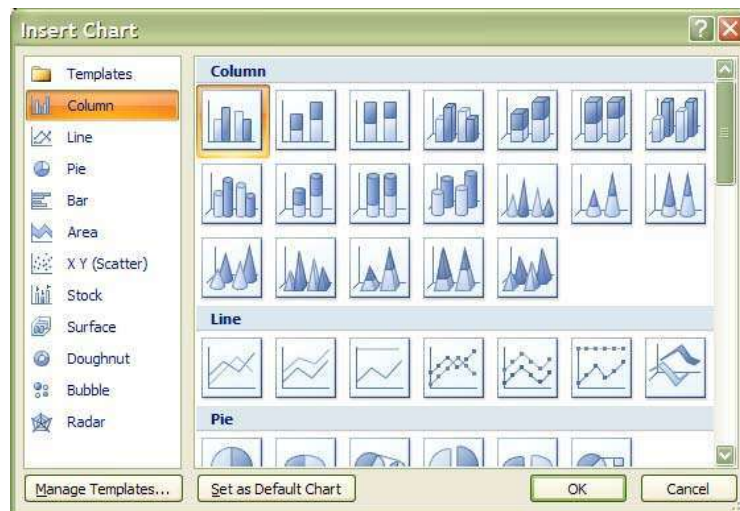 Insert Chart
Templates
Column
Line
Pie
Bar
Area
X Y (Scatter)
Stock
Surface
Doughnut
Bubble
Radar
Column
Line
Pie
Manage Templates...
Set as Default Chart
OK
Cancel